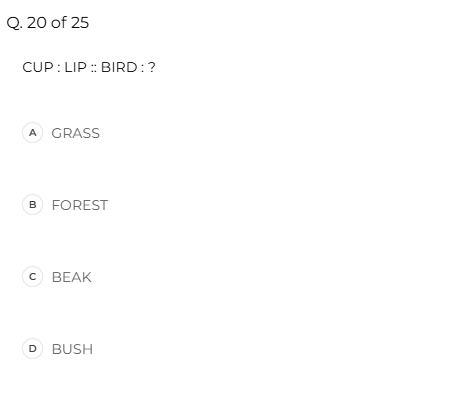 Q. 20 of 25
CUP : LIP :: BIRD : ?
A GRASS
B FOREST
C BEAK
D BUSH